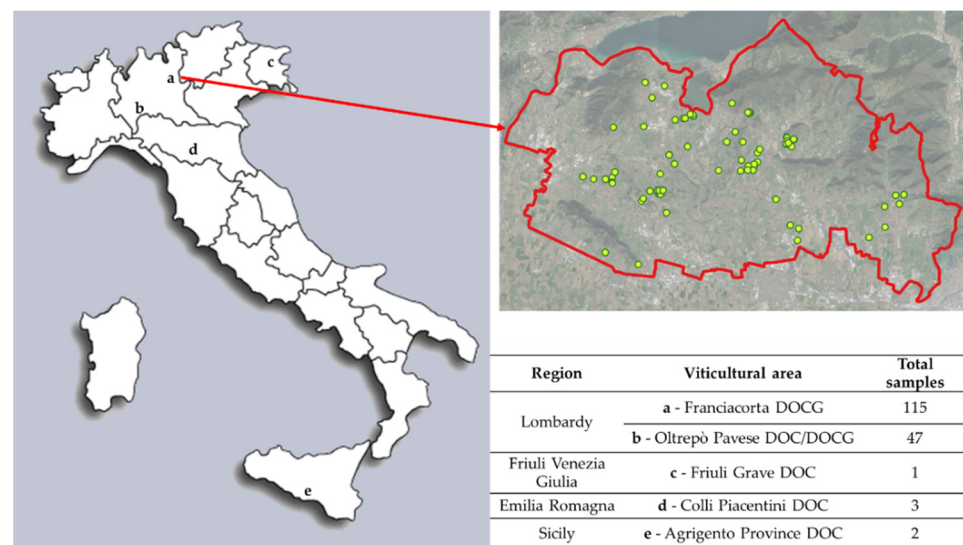 a
b
c
d
e
Region Viticultural area Total samples
Lombardy a - Franciacorta DOCG 115
b - Oltrepò Pavese DOC/DOCG 47
Friuli Venezia Giulia c - Friuli Grave DOC 1
Emilia Romagna d - Colli Piacentini DOC 3
Sicily e - Agrigento Province DOC 2